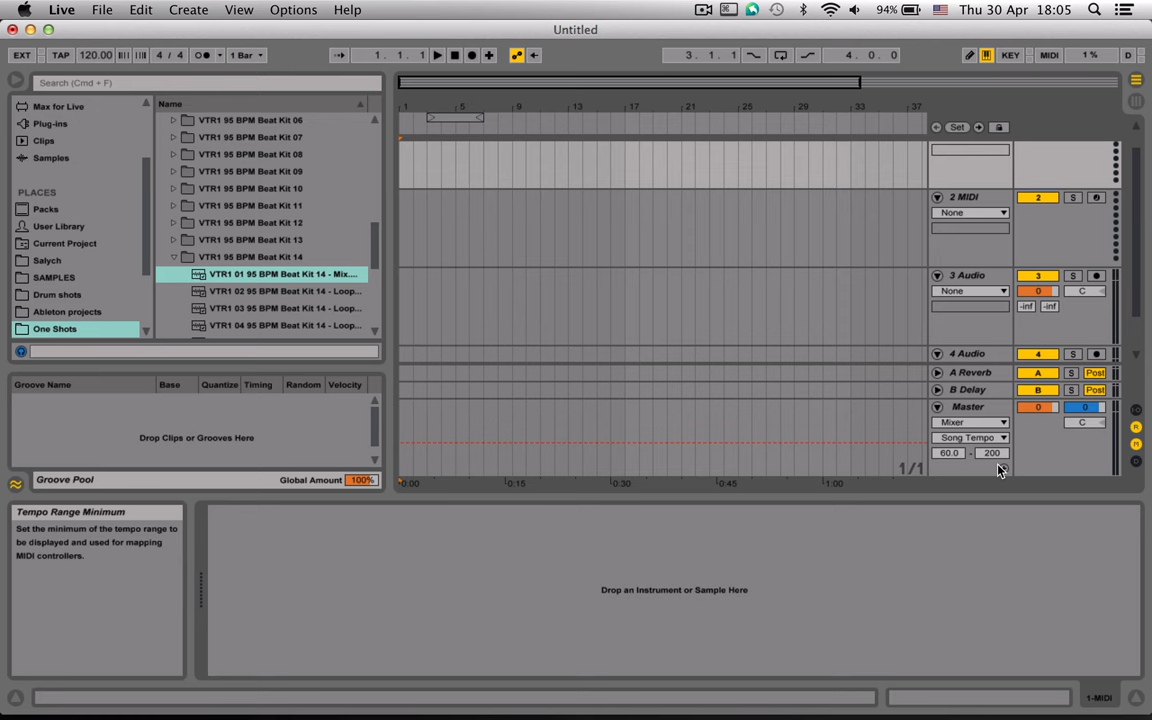 Live File Edit Create View Options Help 94% Thu 30 Apr 18:05
Untitled
EXT TAP 120.00 4 / 4 1 Bar 1. 1. 1 3. 1. 1 4. 0. 0 KEY MIDI 1 % D
Search (Cmd + F)
Max for Live
Plug-ins
Clips
Samples
PLACES
Packs
User Library
Current Project
Salych
SAMPLES
Drum shots
Ableton projects
One Shots
Name
VTR1 95 BPM Beat Kit 06
VTR1 95 BPM Beat Kit 07
VTR1 95 BPM Beat Kit 08
VTR1 95 BPM Beat Kit 09
VTR1 95 BPM Beat Kit 10
VTR1 95 BPM Beat Kit 11
VTR1 95 BPM Beat Kit 12
VTR1 95 BPM Beat Kit 13
VTR1 95 BPM Beat Kit 14
VTR1 01 95 BPM Beat Kit 14 - Mix....
VTR1 02 95 BPM Beat Kit 14 - Loop...
VTR1 03 95 BPM Beat Kit 14 - Loop...
VTR1 04 95 BPM Beat Kit 14 - Loop...
1 5 9 13 17 21 25 29 33 37
Set
2 MIDI 2 S
None
3 Audio 3 S
None 0 C
-inf -inf
4 Audio 4 S
A Reverb A S Post
B Delay B S Post
Master 0 0
Mixer C
Song Tempo
60.0 - 200
1/1
0:00 0:15 0:30 0:45 1:00
Groove Name Base Quantize Timing Random Velocity
Drop Clips or Grooves Here
Groove Pool Global Amount 100%
Tempo Range Minimum
Set the minimum of the tempo range to
be displayed and used for mapping
MIDI controllers.
Drop an Instrument or Sample Here
1-MIDI